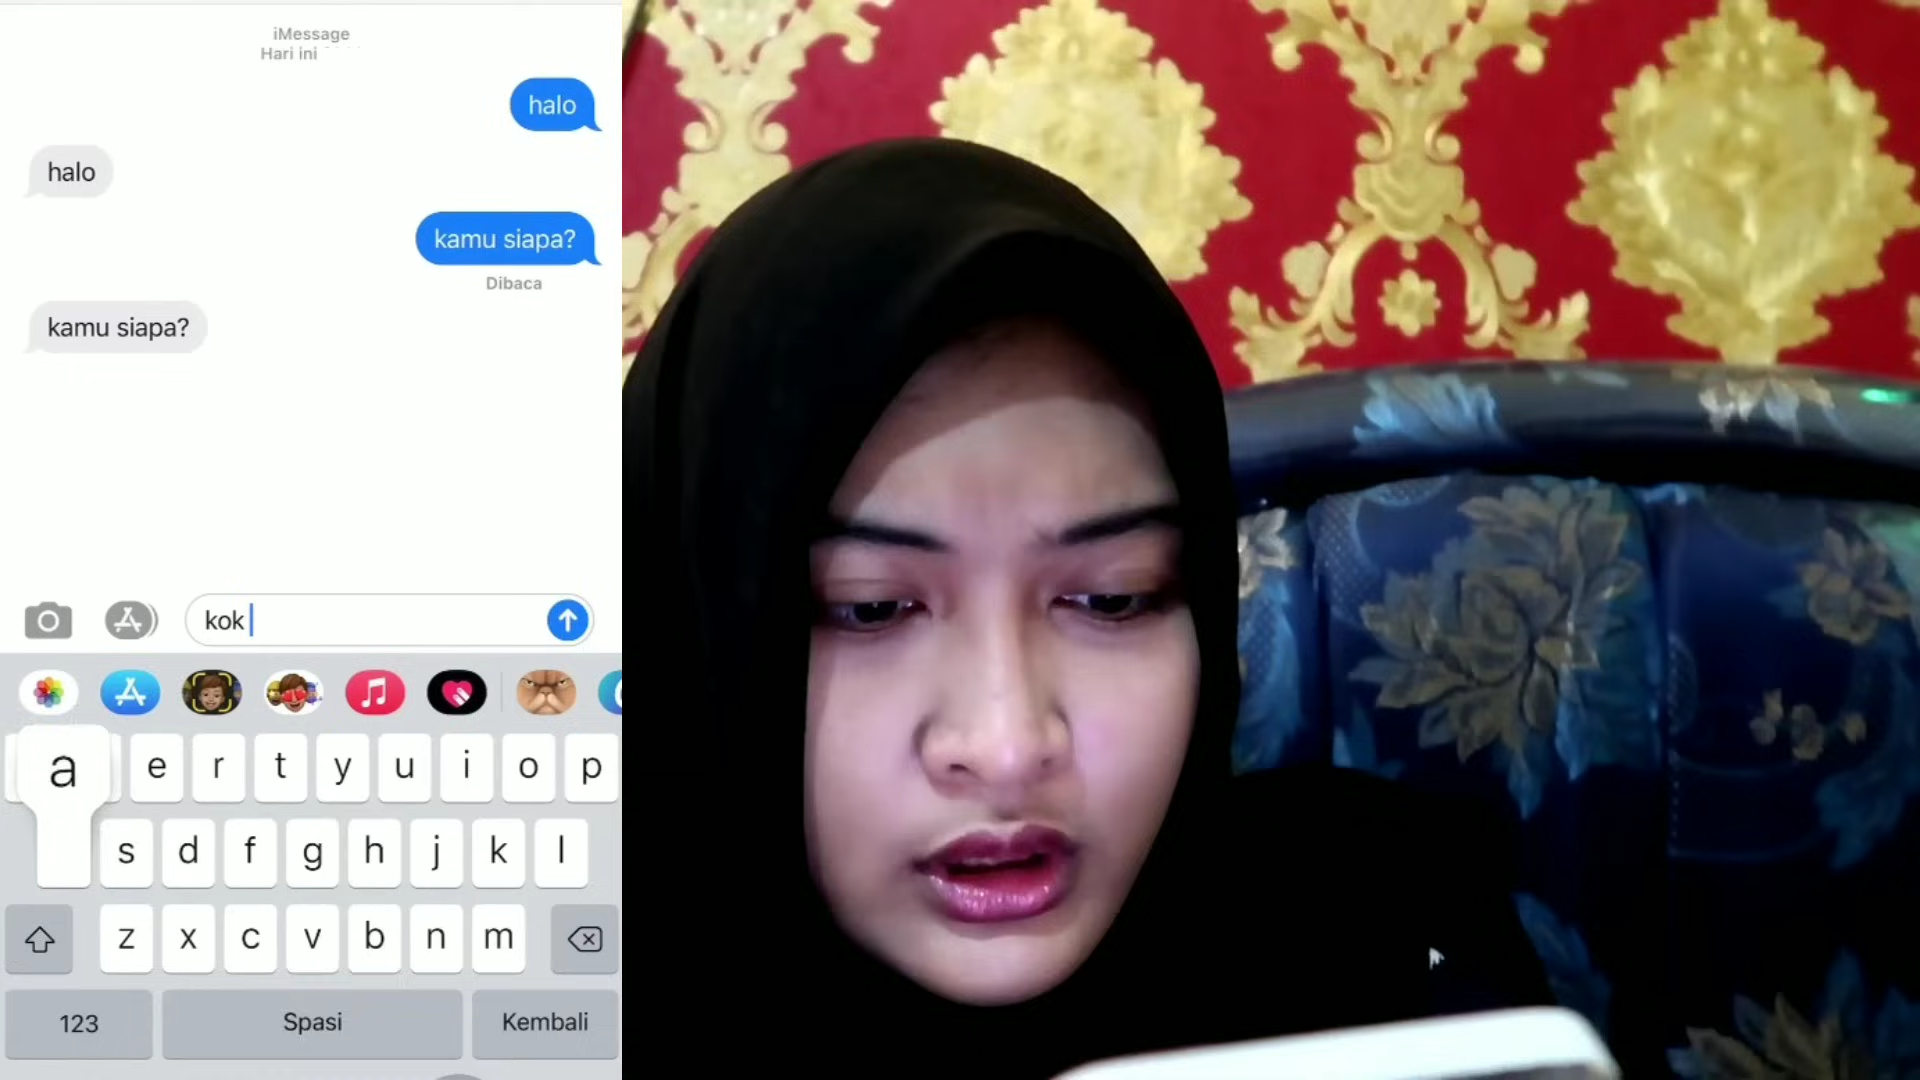 iMessage
Hari ini
halo
halo
kamu siapa?
Dibaca
kamu siapa?
kok
a e r t y u i o p
s d f g h j k l
z x c v b n m
123 Spasi Kembali